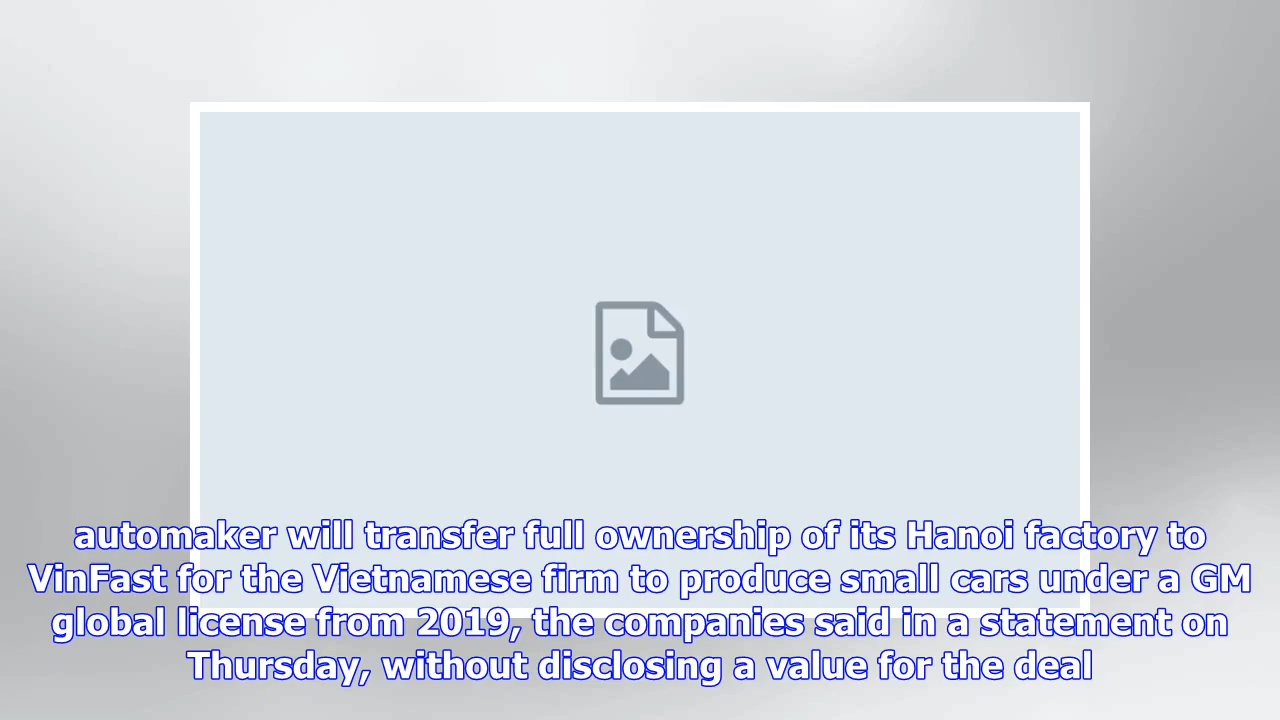 automaker will transfer full ownership of its Hanoi factory to
VinFast for the Vietnamese firm to produce small cars under a GM
global license from 2019, the companies said in a statement on
Thursday, without disclosing a value for the deal